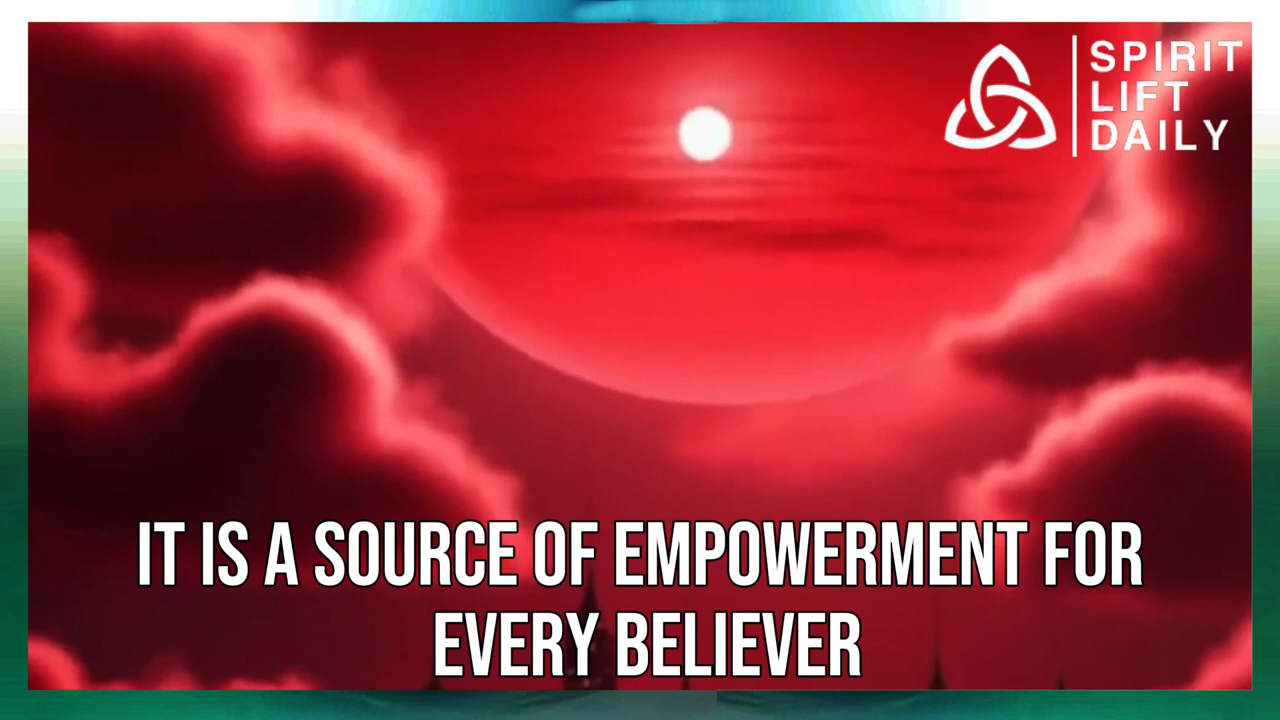 SPIRIT
LIFT
DAILY
IT IS A SOURCE OF EMPOWERMENT FOR
EVERY BELIEVER